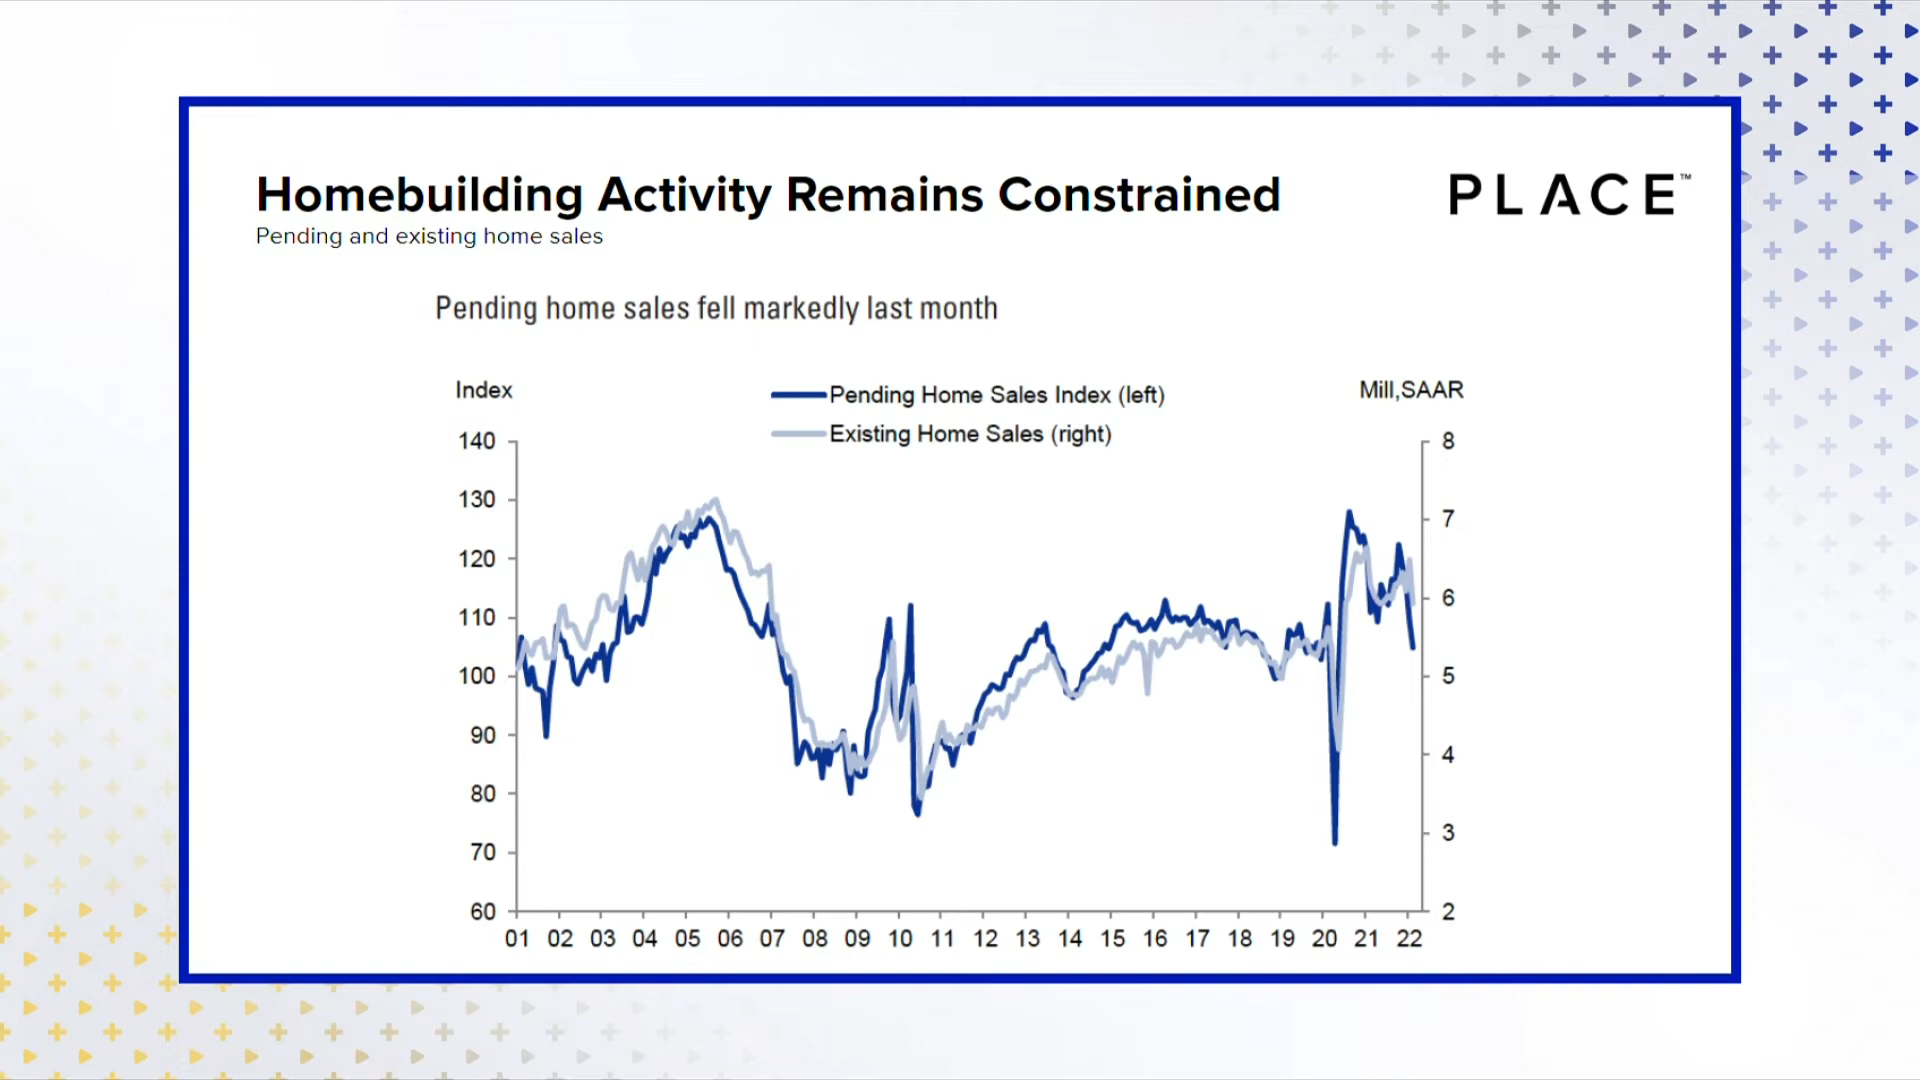 Homebuilding Activity Remains Constrained
PLACE™
Pending and existing home sales
Pending home sales fell markedly last month
Index
Pending Home Sales Index (left)
Mill,SAAR
Existing Home Sales (right)
140
130
120
110
100
90
80
70
60
8
7
6
5
4
3
2
01 02 03 04 05 06 07 08 09 10 11 12 13 14 15 16 17 18 19 20 21 22